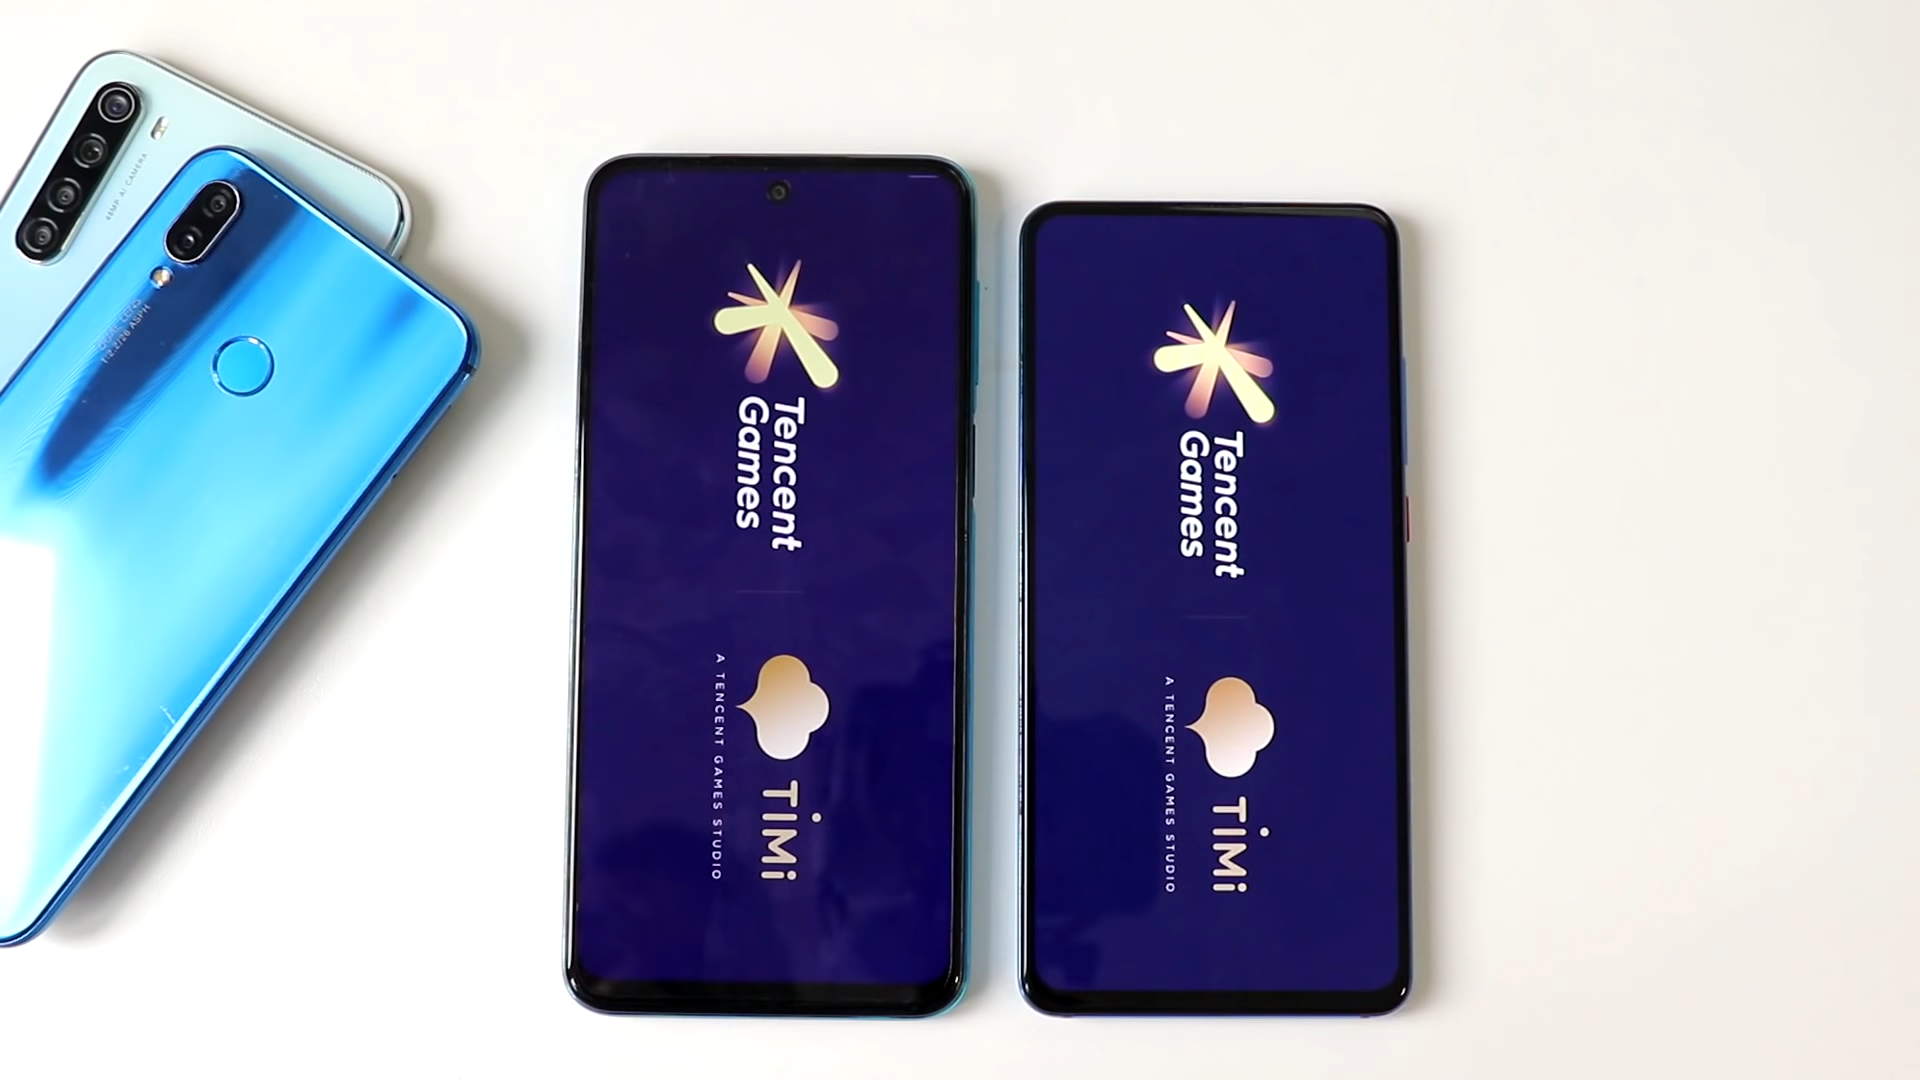 48MP AI CAMERA
Tencent
Games
TiMi
A TENCENT GAMES STUDIO
Tencent
Games
TiMi
A TENCENT GAMES STUDIO